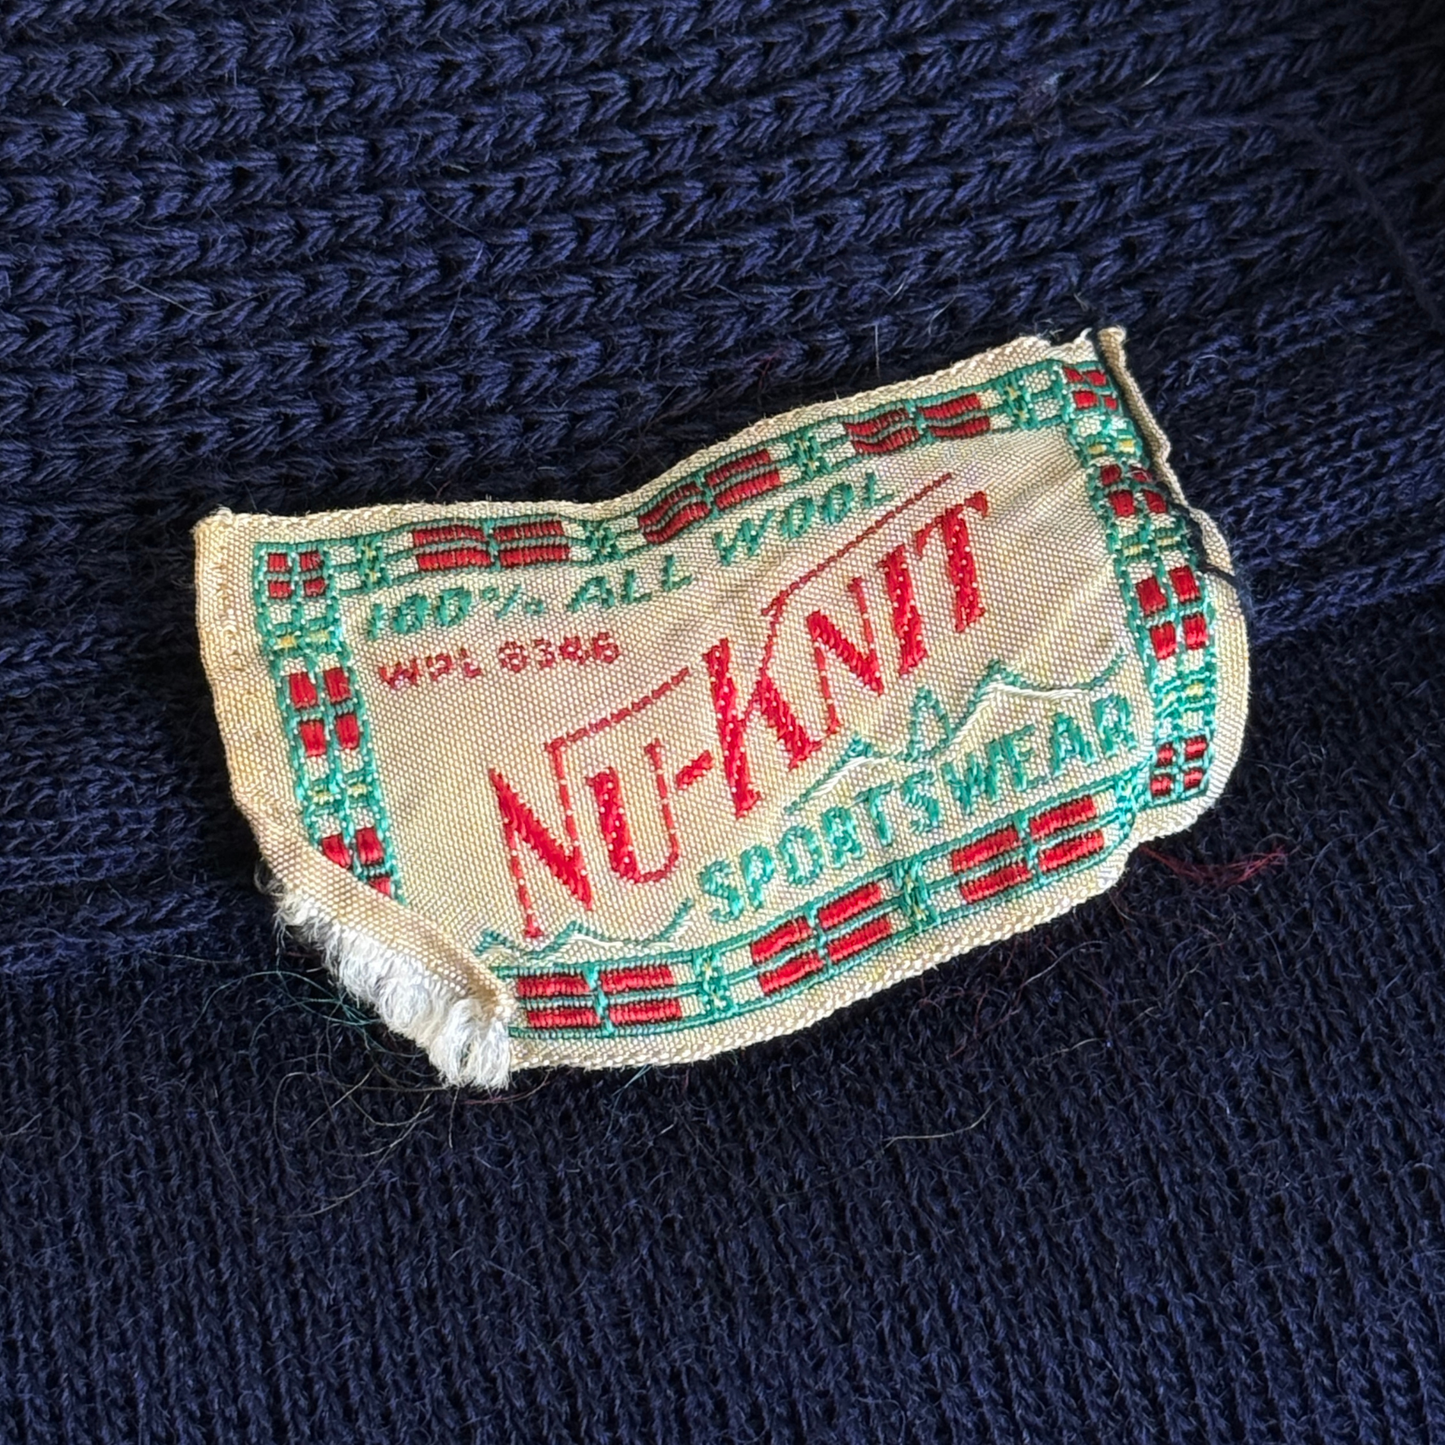 100% ALL WOOL
WPL 8346
NU-KNIT
SPORTSWEAR